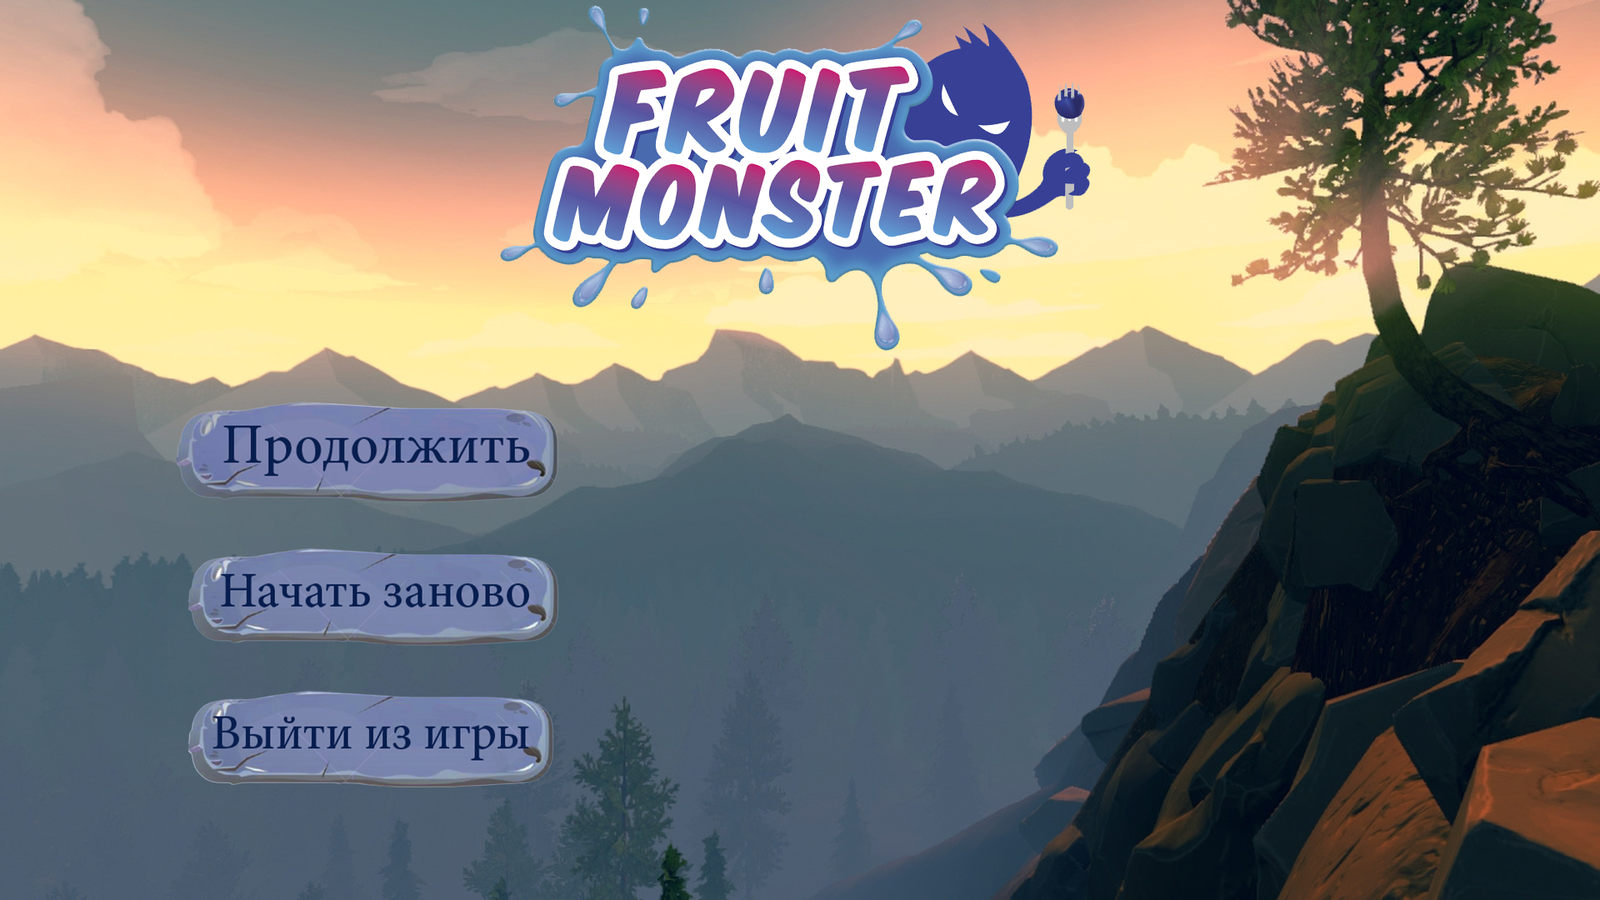 FRUIT
MONSTER
Продолжить
Начать заново
Выйти из игры